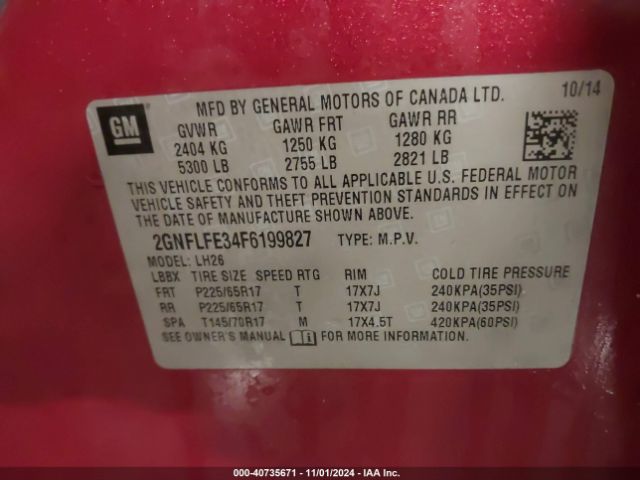 GM
MFD BY GENERAL MOTORS OF CANADA LTD.
10/14
GVWR GAWR FRT GAWR RR
2404 KG 1250 KG 1280 KG
5300 LB 2755 LB 2821 LB
THIS VEHICLE CONFORMS TO ALL APPLICABLE U.S. FEDERAL MOTOR
VEHICLE SAFETY AND THEFT PREVENTION STANDARDS IN EFFECT ON
THE DATE OF MANUFACTURE SHOWN ABOVE.
2GNFLFE34F6199827 TYPE: M.P.V.
MODEL: LH26
LBBX TIRE SIZE SPEED RTG RIM COLD TIRE PRESSURE
FRT P225/65R17 T 17X7J 240KPA(35PSI)
RR P225/65R17 T 17X7J 240KPA(35PSI)
SPA T145/70R17 M 17X4.5T 420KPA(60PSI)
SEE OWNER'S MANUAL i FOR MORE INFORMATION.
000-40735671 - 11/01/2024 - IAA Inc.